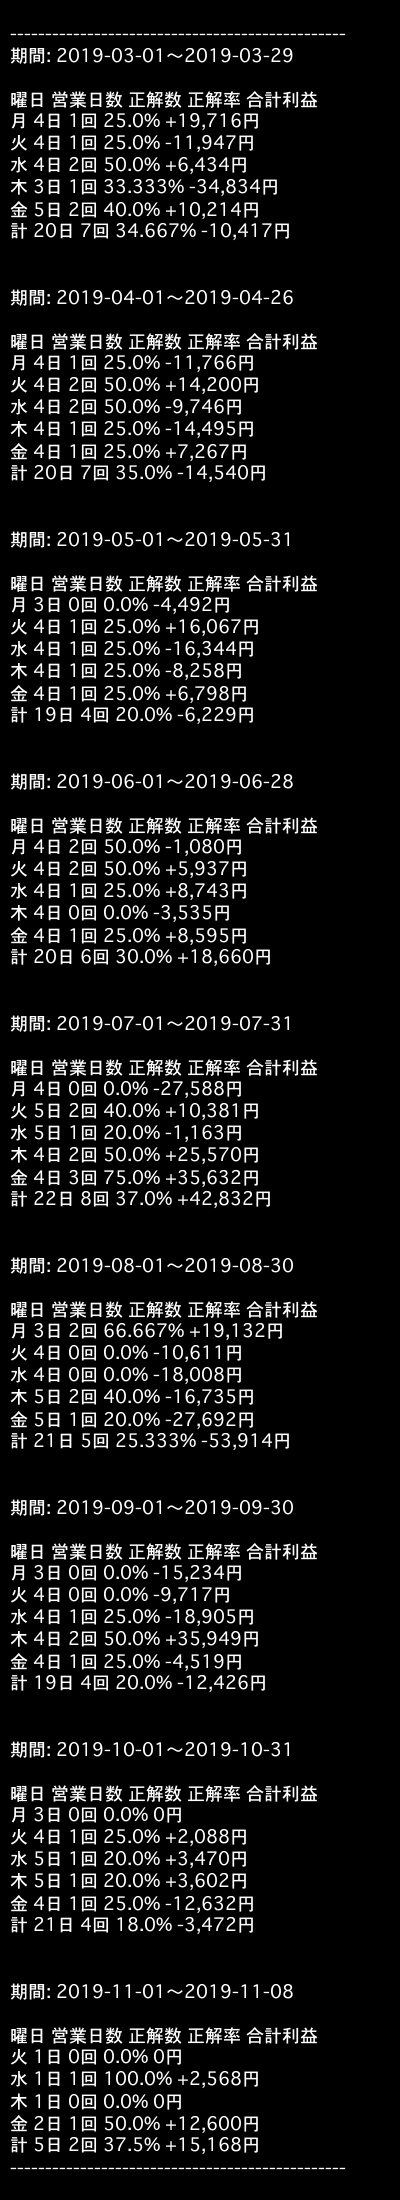 ------------------------------------------------
期間: 2019-03-01〜2019-03-29
曜日 営業日数 正解数 正解率 合計利益
月 4日 1回 25.0% +19,716円
火 4日 1回 25.0% -11,947円
水 4日 2回 50.0% +6,434円
木 3日 1回 33.333% -34,834円
金 5日 2回 40.0% +10,214円
計 20日 7回 34.667% -10,417円
期間: 2019-04-01〜2019-04-26
曜日 営業日数 正解数 正解率 合計利益
月 4日 1回 25.0% -11,766円
火 4日 2回 50.0% +14,200円
水 4日 2回 50.0% -9,746円
木 4日 1回 25.0% -14,495円
金 4日 1回 25.0% +7,267円
計 20日 7回 35.0% -14,540円
期間: 2019-05-01〜2019-05-31
曜日 営業日数 正解数 正解率 合計利益
月 3日 0回 0.0% -4,492円
火 4日 1回 25.0% +16,067円
水 4日 1回 25.0% -16,344円
木 4日 1回 25.0% -8,258円
金 4日 1回 25.0% +6,798円
計 19日 4回 20.0% -6,229円
期間: 2019-06-01〜2019-06-28
曜日 営業日数 正解数 正解率 合計利益
月 4日 2回 50.0% -1,080円
火 4日 2回 50.0% +5,937円
水 4日 1回 25.0% +8,743円
木 4日 0回 0.0% -3,535円
金 4日 1回 25.0% +8,595円
計 20日 6回 30.0% +18,660円
期間: 2019-07-01〜2019-07-31
曜日 営業日数 正解数 正解率 合計利益
月 4日 0回 0.0% -27,588円
火 5日 2回 40.0% +10,381円
水 5日 1回 20.0% -1,163円
木 4日 2回 50.0% +25,570円
金 4日 3回 75.0% +35,632円
計 22日 8回 37.0% +42,832円
期間: 2019-08-01〜2019-08-30
曜日 営業日数 正解数 正解率 合計利益
月 3日 2回 66.667% +19,132円
火 4日 0回 0.0% -10,611円
水 4日 0回 0.0% -18,008円
木 5日 2回 40.0% -16,735円
金 5日 1回 20.0% -27,692円
計 21日 5回 25.333% -53,914円
期間: 2019-09-01〜2019-09-30
曜日 営業日数 正解数 正解率 合計利益
月 3日 0回 0.0% -15,234円
火 4日 0回 0.0% -9,717円
水 4日 1回 25.0% -18,905円
木 4日 2回 50.0% +35,949円
金 4日 1回 25.0% -4,519円
計 19日 4回 20.0% -12,426円
期間: 2019-10-01〜2019-10-31
曜日 営業日数 正解数 正解率 合計利益
月 3日 0回 0.0% 0円
火 4日 1回 25.0% +2,088円
水 5日 1回 20.0% +3,470円
木 5日 1回 20.0% +3,602円
金 4日 1回 25.0% -12,632円
計 21日 4回 18.0% -3,472円
期間: 2019-11-01〜2019-11-08
曜日 営業日数 正解数 正解率 合計利益
火 1日 0回 0.0% 0円
水 1日 1回 100.0% +2,568円
木 1日 0回 0.0% 0円
金 2日 1回 50.0% +12,600円
計 5日 2回 37.5% +15,168円
------------------------------------------------